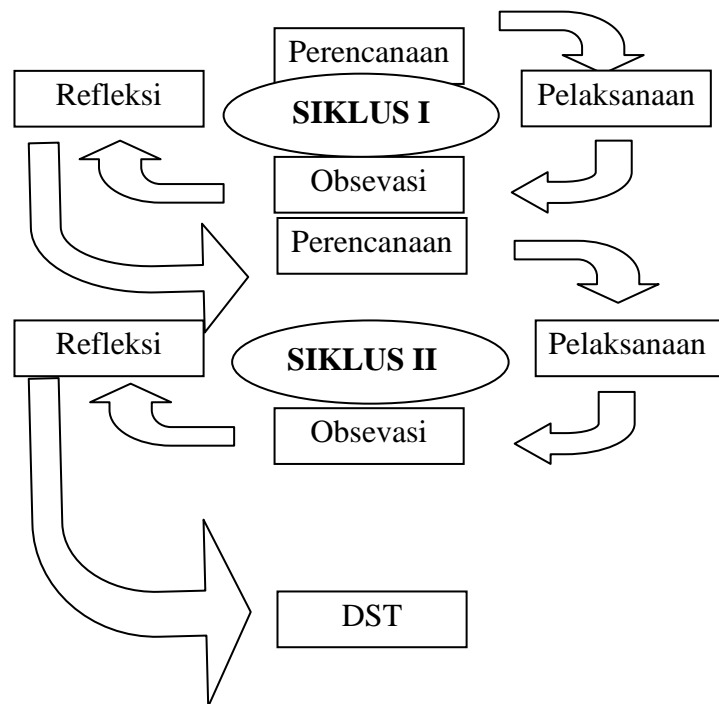 Perencanaan
Refleksi
SIKLUS I
Pelaksanaan
Obsevasi
Perencanaan
Refleksi
SIKLUS II
Pelaksanaan
Obsevasi
DST